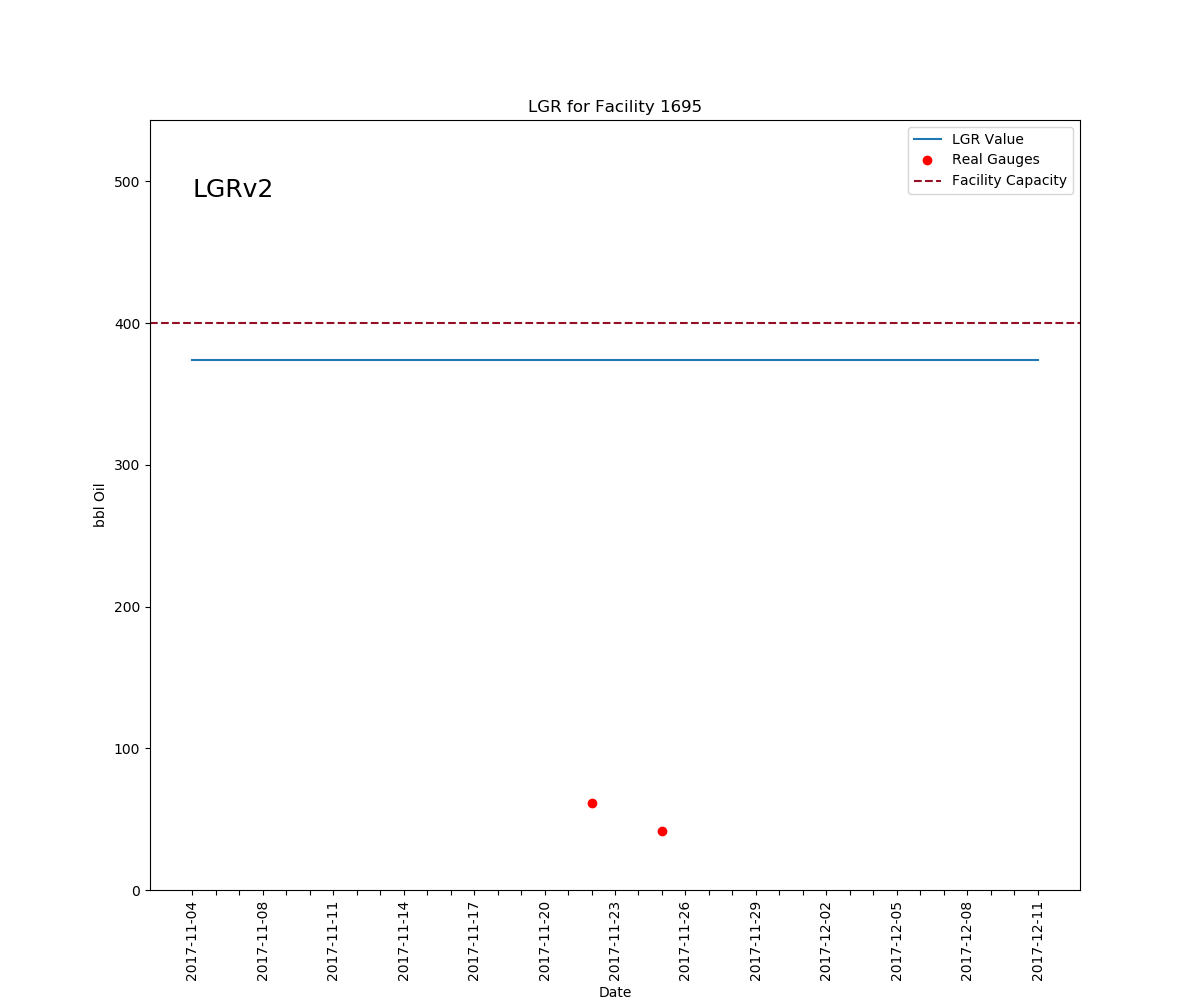 LGR for Facility 1695
LGR Value
Real Gauges
Facility Capacity
LGRv2
500
400
300
200
100
0
bbl Oil
2017-11-04
2017-11-08
2017-11-11
2017-11-14
2017-11-17
2017-11-20
2017-11-23
2017-11-26
2017-11-29
2017-12-02
2017-12-05
2017-12-08
2017-12-11
Date